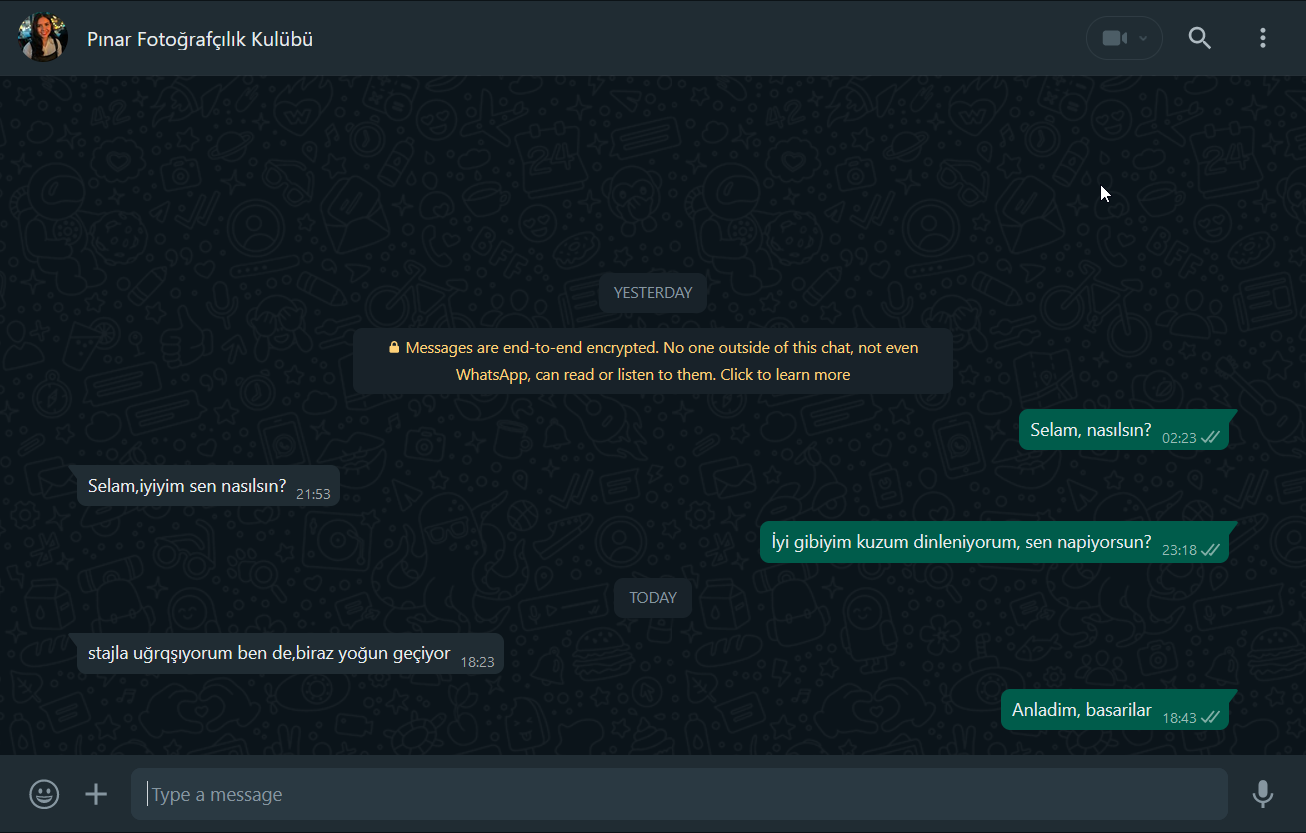 Pınar Fotoğrafçılık Kulübü
YESTERDAY
Messages are end-to-end encrypted. No one outside of this chat, not even
WhatsApp, can read or listen to them. Click to learn more
Selam, nasılsın? 02:23
Selam,iyiyim sen nasılsın? 21:53
İyi gibiyim kuzum dinleniyorum, sen napiyorsun? 23:18
TODAY
stajla uğrqşıyorum ben de,biraz yoğun geçiyor 18:23
Anladim, basarilar 18:43
Type a message